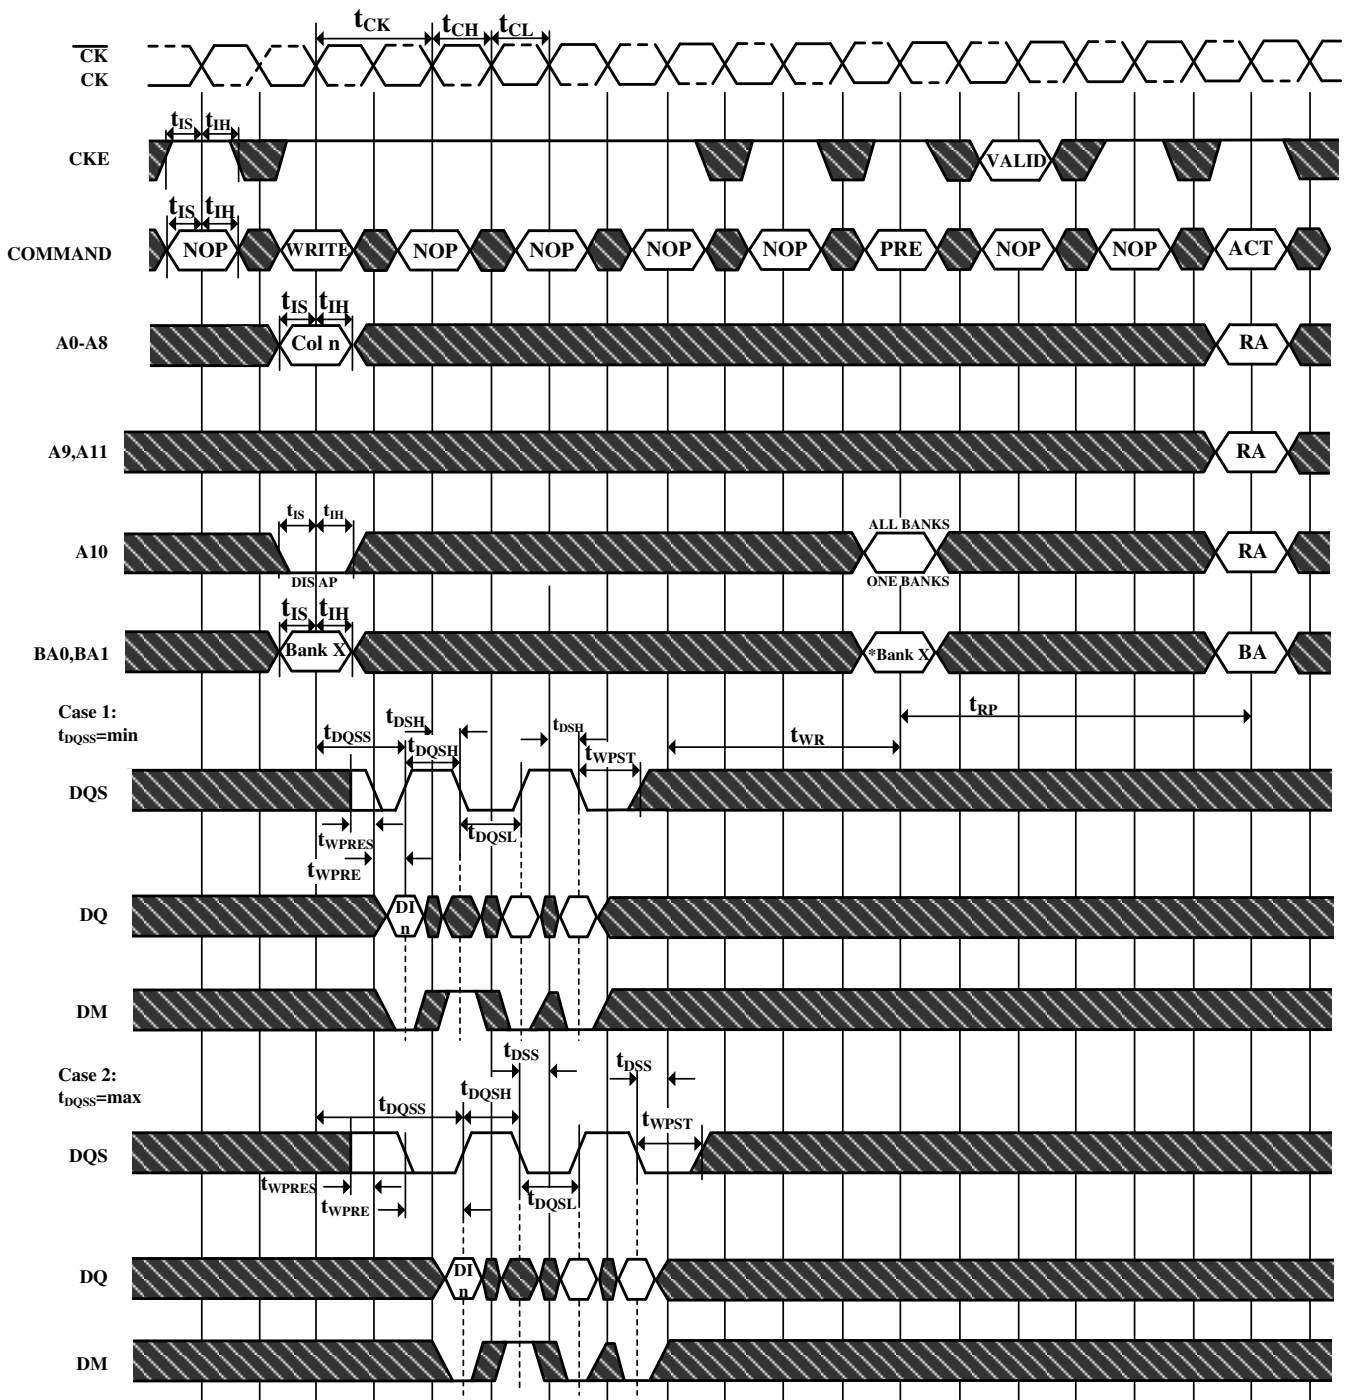 tCK tCH tCL
CK
CK
tIS tIH
CKE VALID
tIS tIH
COMMAND NOP WRITE NOP NOP NOP NOP PRE NOP NOP ACT
tIS tIH
A0-A8 Col n RA
A9,A11 RA
tIS tIH ALL BANKS
A10 RA
DIS AP ONE BANKS
tIS tIH
BA0,BA1 Bank X *Bank X BA
Case 1:
tDQSS=min
tDQSS tDSH tDQSH tDSH tWPST tWR tRP
DQS
tWPRES tDQSL
tWPRE
DQ DI n
DM
Case 2:
tDQSS=max
tDSS tDSS
tDQSS tDQSH tWPST
DQS
tWPRES tWPRE tDQSL
DQ DI n
DM